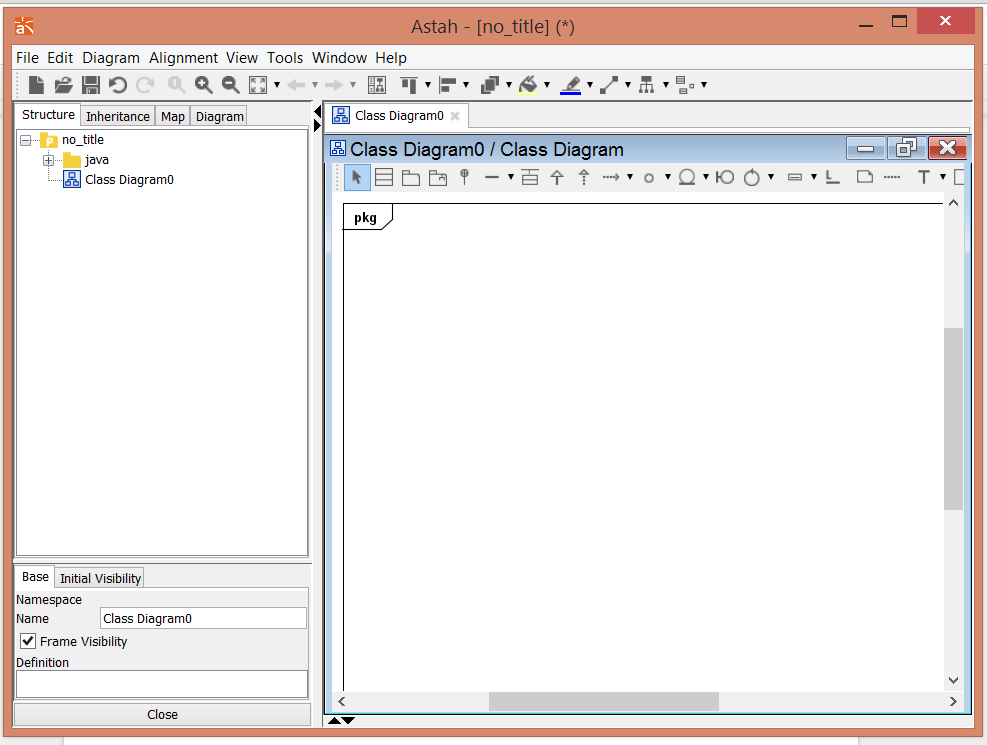 Astah - [no_title] (*)
File Edit Diagram Alignment View Tools Window Help
Structure Inheritance Map Diagram
no_title
java
Class Diagram0
Class Diagram0
Class Diagram0 / Class Diagram
T
pkg
Base Initial Visibility
Namespace
Name Class Diagram0
Frame Visibility
Definition
Close